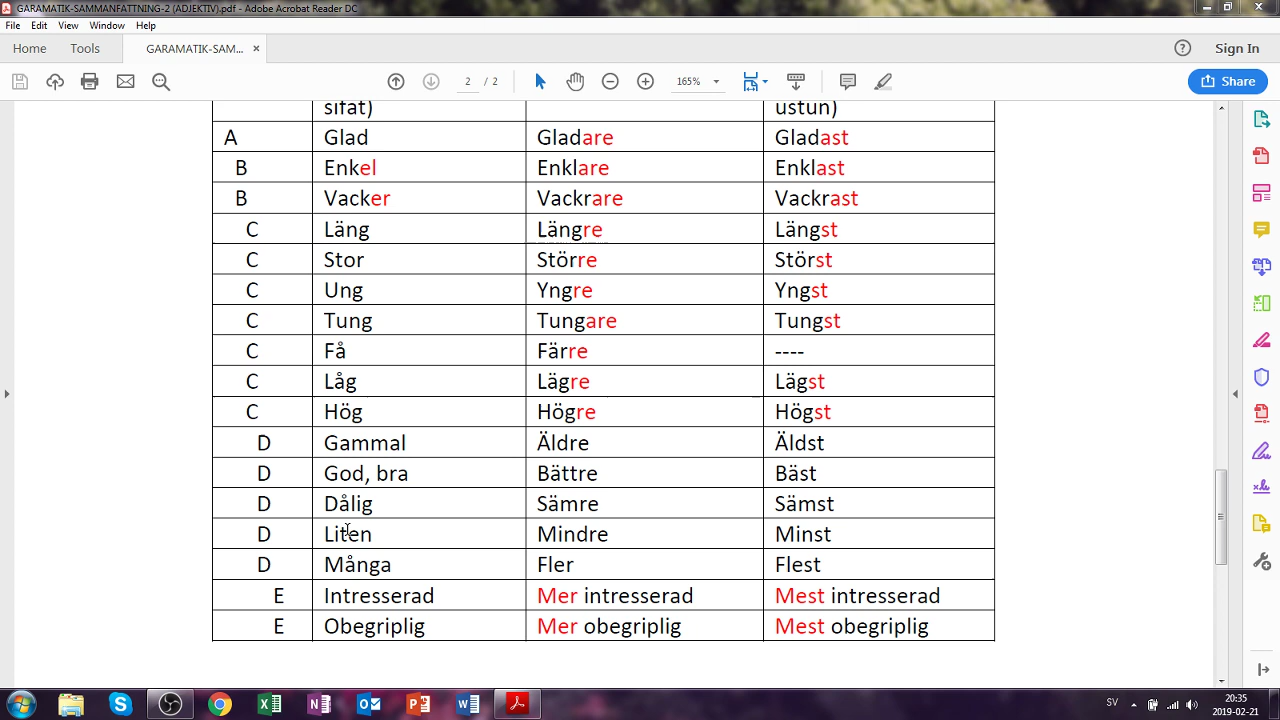 GARAMATIK-SAMMANFATTNING-2 (ADJEKTIV).pdf - Adobe Acrobat Reader DC
File Edit View Window Help
Home Tools GARAMATIK-SAM... × Sign In
2 / 2 165% Share
sifat) ustun)
A Glad Gladare Gladast
B Enkel Enklare Enklast
B Vacker Vackrare Vackrast
C Läng Längre Längst
C Stor Större Störst
C Ung Yngre Yngst
C Tung Tungare Tungst
C Få Färre ----
C Låg Lägre Lägst
C Hög Högre Högst
D Gammal Äldre Äldst
D God, bra Bättre Bäst
D Dålig Sämre Sämst
D Liten Mindre Minst
D Många Fler Flest
E Intresserad Mer intresserad Mest intresserad
E Obegriplig Mer obegriplig Mest obegriplig
SV 20:35
2019-02-21